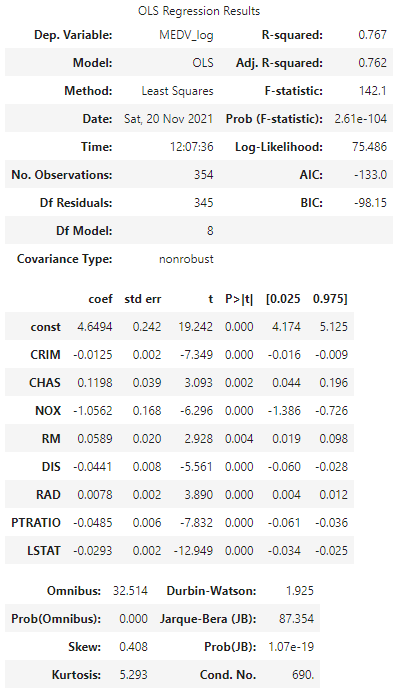 OLS Regression Results
Dep. Variable: MEDV_log R-squared: 0.767
Model: OLS Adj. R-squared: 0.762
Method: Least Squares F-statistic: 142.1
Date: Sat, 20 Nov 2021 Prob (F-statistic): 2.61e-104
Time: 12:07:36 Log-Likelihood: 75.486
No. Observations: 354 AIC: -133.0
Df Residuals: 345 BIC: -98.15
Df Model: 8
Covariance Type: nonrobust
coef std err t P>|t| [0.025 0.975]
const 4.6494 0.242 19.242 0.000 4.174 5.125
CRIM -0.0125 0.002 -7.349 0.000 -0.016 -0.009
CHAS 0.1198 0.039 3.093 0.002 0.044 0.196
NOX -1.0562 0.168 -6.296 0.000 -1.386 -0.726
RM 0.0589 0.020 2.928 0.004 0.019 0.098
DIS -0.0441 0.008 -5.561 0.000 -0.060 -0.028
RAD 0.0078 0.002 3.890 0.000 0.004 0.012
PTRATIO -0.0485 0.006 -7.832 0.000 -0.061 -0.036
LSTAT -0.0293 0.002 -12.949 0.000 -0.034 -0.025
Omnibus: 32.514 Durbin-Watson: 1.925
Prob(Omnibus): 0.000 Jarque-Bera (JB): 87.354
Skew: 0.408 Prob(JB): 1.07e-19
Kurtosis: 5.293 Cond. No. 690.